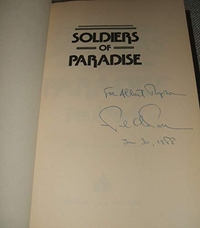 SOLDIERS
OF
PARADISE
For Albert
Jan 30, 1988